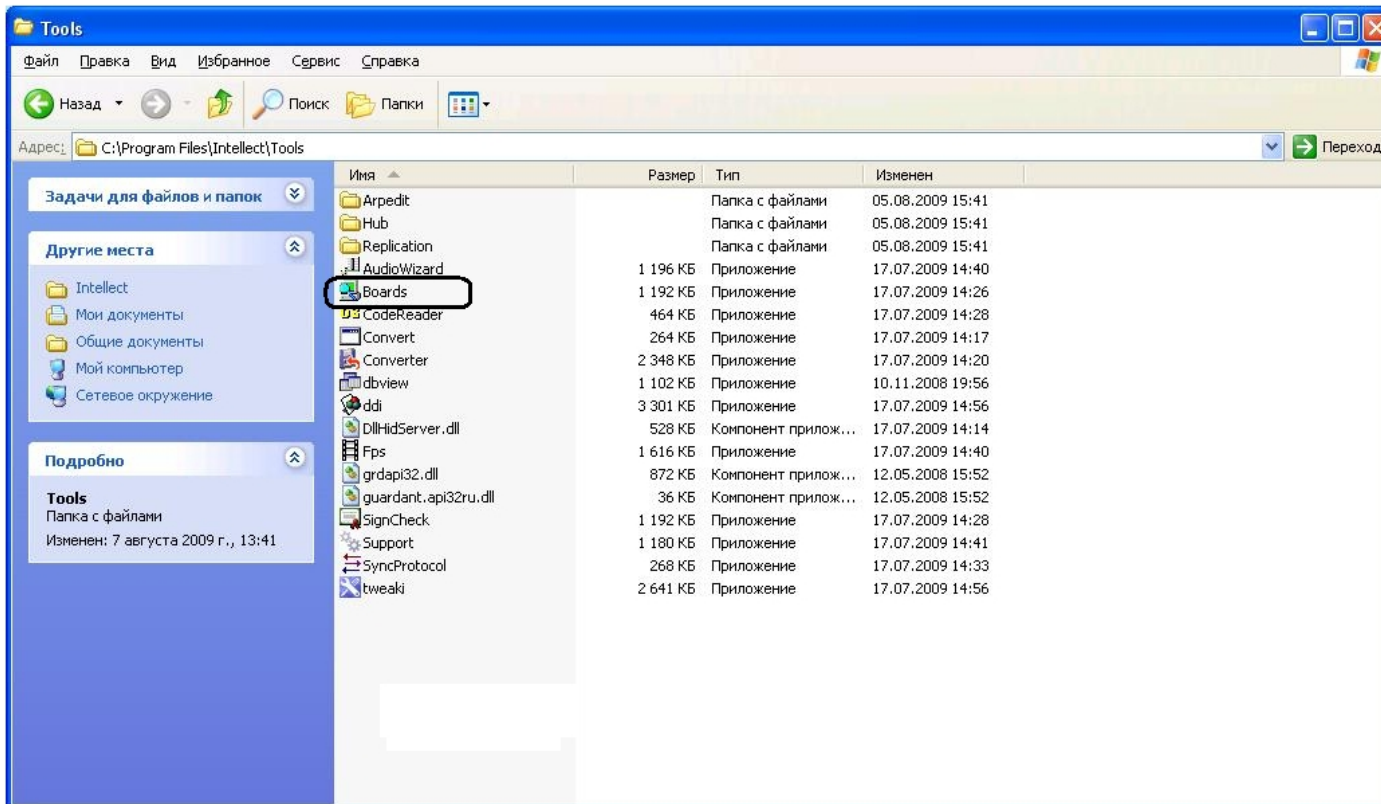 Tools
Файл Правка Вид Избранное Сервис Справка
Назад Поиск Папки
Адрес: C:\Program Files\Intellect\Tools Переход
Задачи для файлов и папок
Другие места
Intellect
Мои документы
Общие документы
Мой компьютер
Сетевое окружение
Подробно
Tools
Папка с файлами
Изменен: 7 августа 2009 г., 13:41
Имя Размер Тип Изменен
Arpedit Папка с файлами 05.08.2009 15:41
Hub Папка с файлами 05.08.2009 15:41
Replication Папка с файлами 05.08.2009 15:41
AudioWizard 1 196 КБ Приложение 17.07.2009 14:40
Boards 1 192 КБ Приложение 17.07.2009 14:26
CodeReader 464 КБ Приложение 17.07.2009 14:28
Convert 264 КБ Приложение 17.07.2009 14:17
Converter 2 348 КБ Приложение 17.07.2009 14:20
dbview 1 102 КБ Приложение 10.11.2008 19:56
ddi 3 301 КБ Приложение 17.07.2009 14:56
DllHidServer.dll 528 КБ Компонент прилож... 17.07.2009 14:14
Fps 1 616 КБ Приложение 17.07.2009 14:40
grdapi32.dll 872 КБ Компонент прилож... 12.05.2008 15:52
guardant.api32ru.dll 36 КБ Компонент прилож... 12.05.2008 15:52
SignCheck 1 192 КБ Приложение 17.07.2009 14:28
Support 1 180 КБ Приложение 17.07.2009 14:41
SyncProtocol 268 КБ Приложение 17.07.2009 14:33
tweaki 2 641 КБ Приложение 17.07.2009 14:56